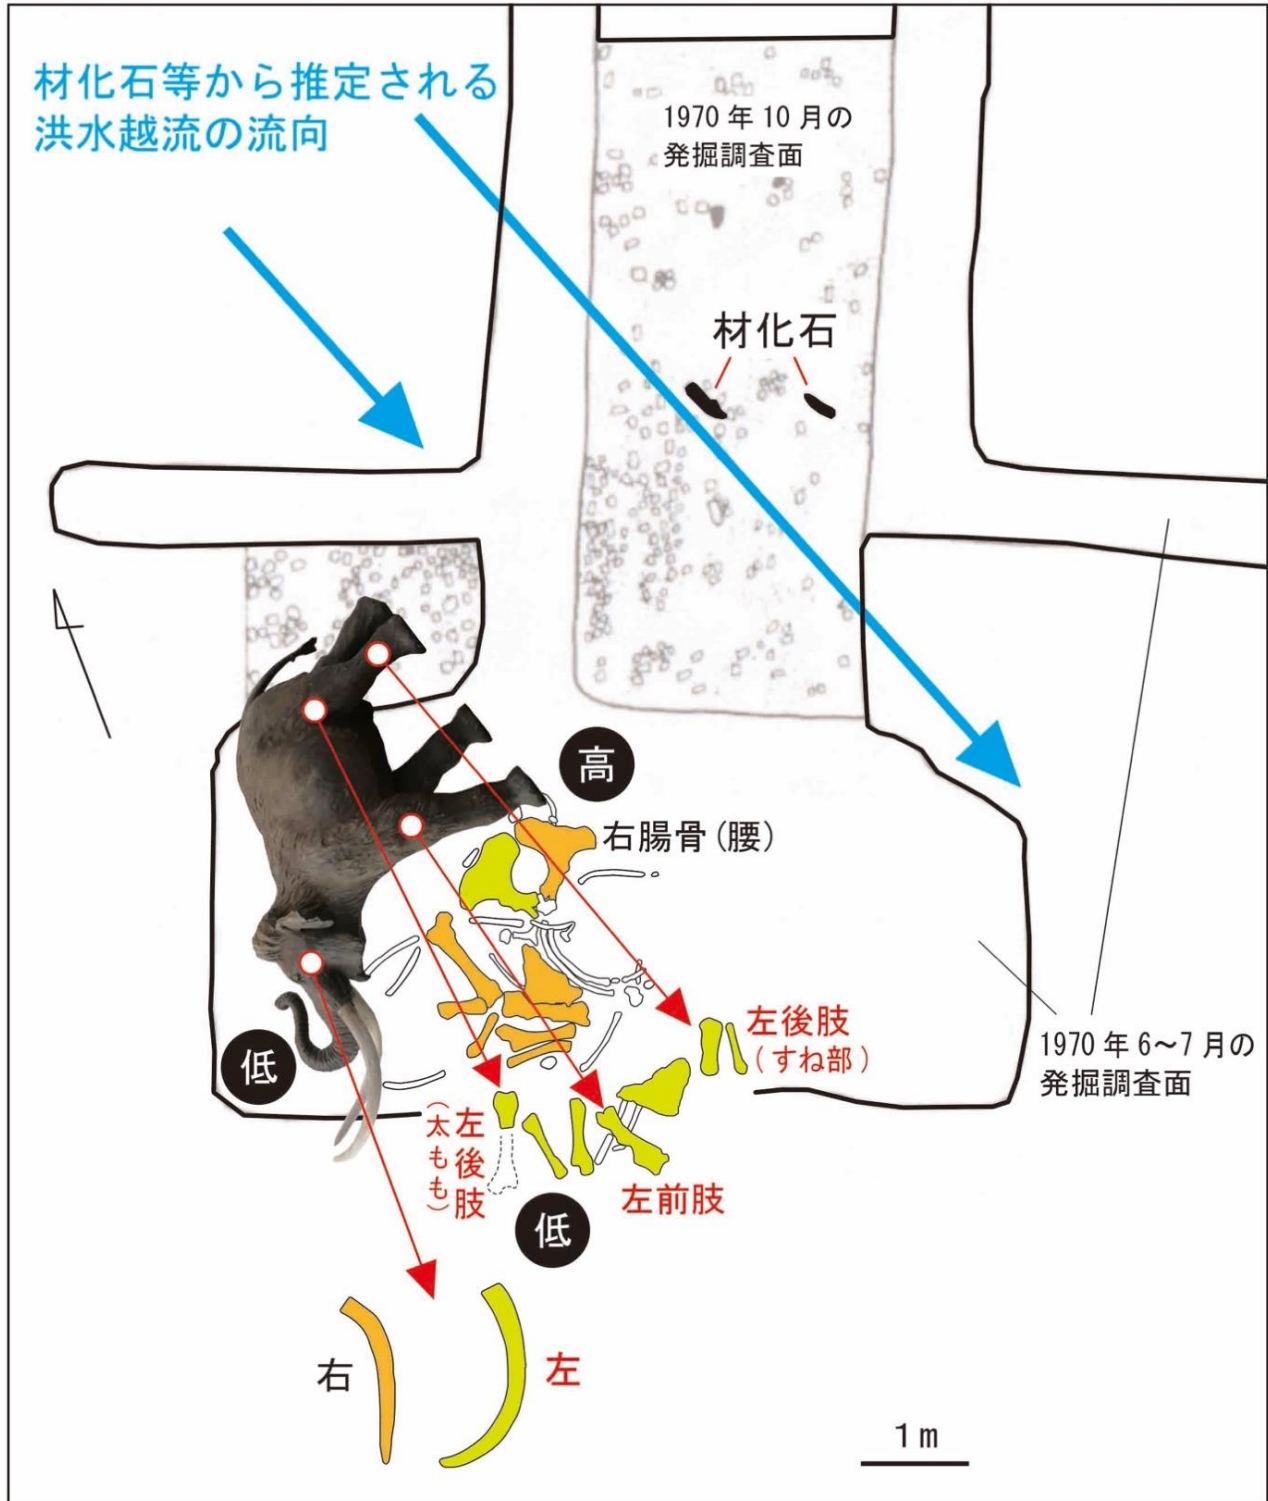 材化石等から推定される
洪水越流の流向
1970 年 10 月の
発掘調査面
材化石
高
右腸骨（腰）
低
左後肢
（すね部）
1970 年 6～7 月の
発掘調査面
左後肢
（太もも）
左前肢
低
右
左
1 m